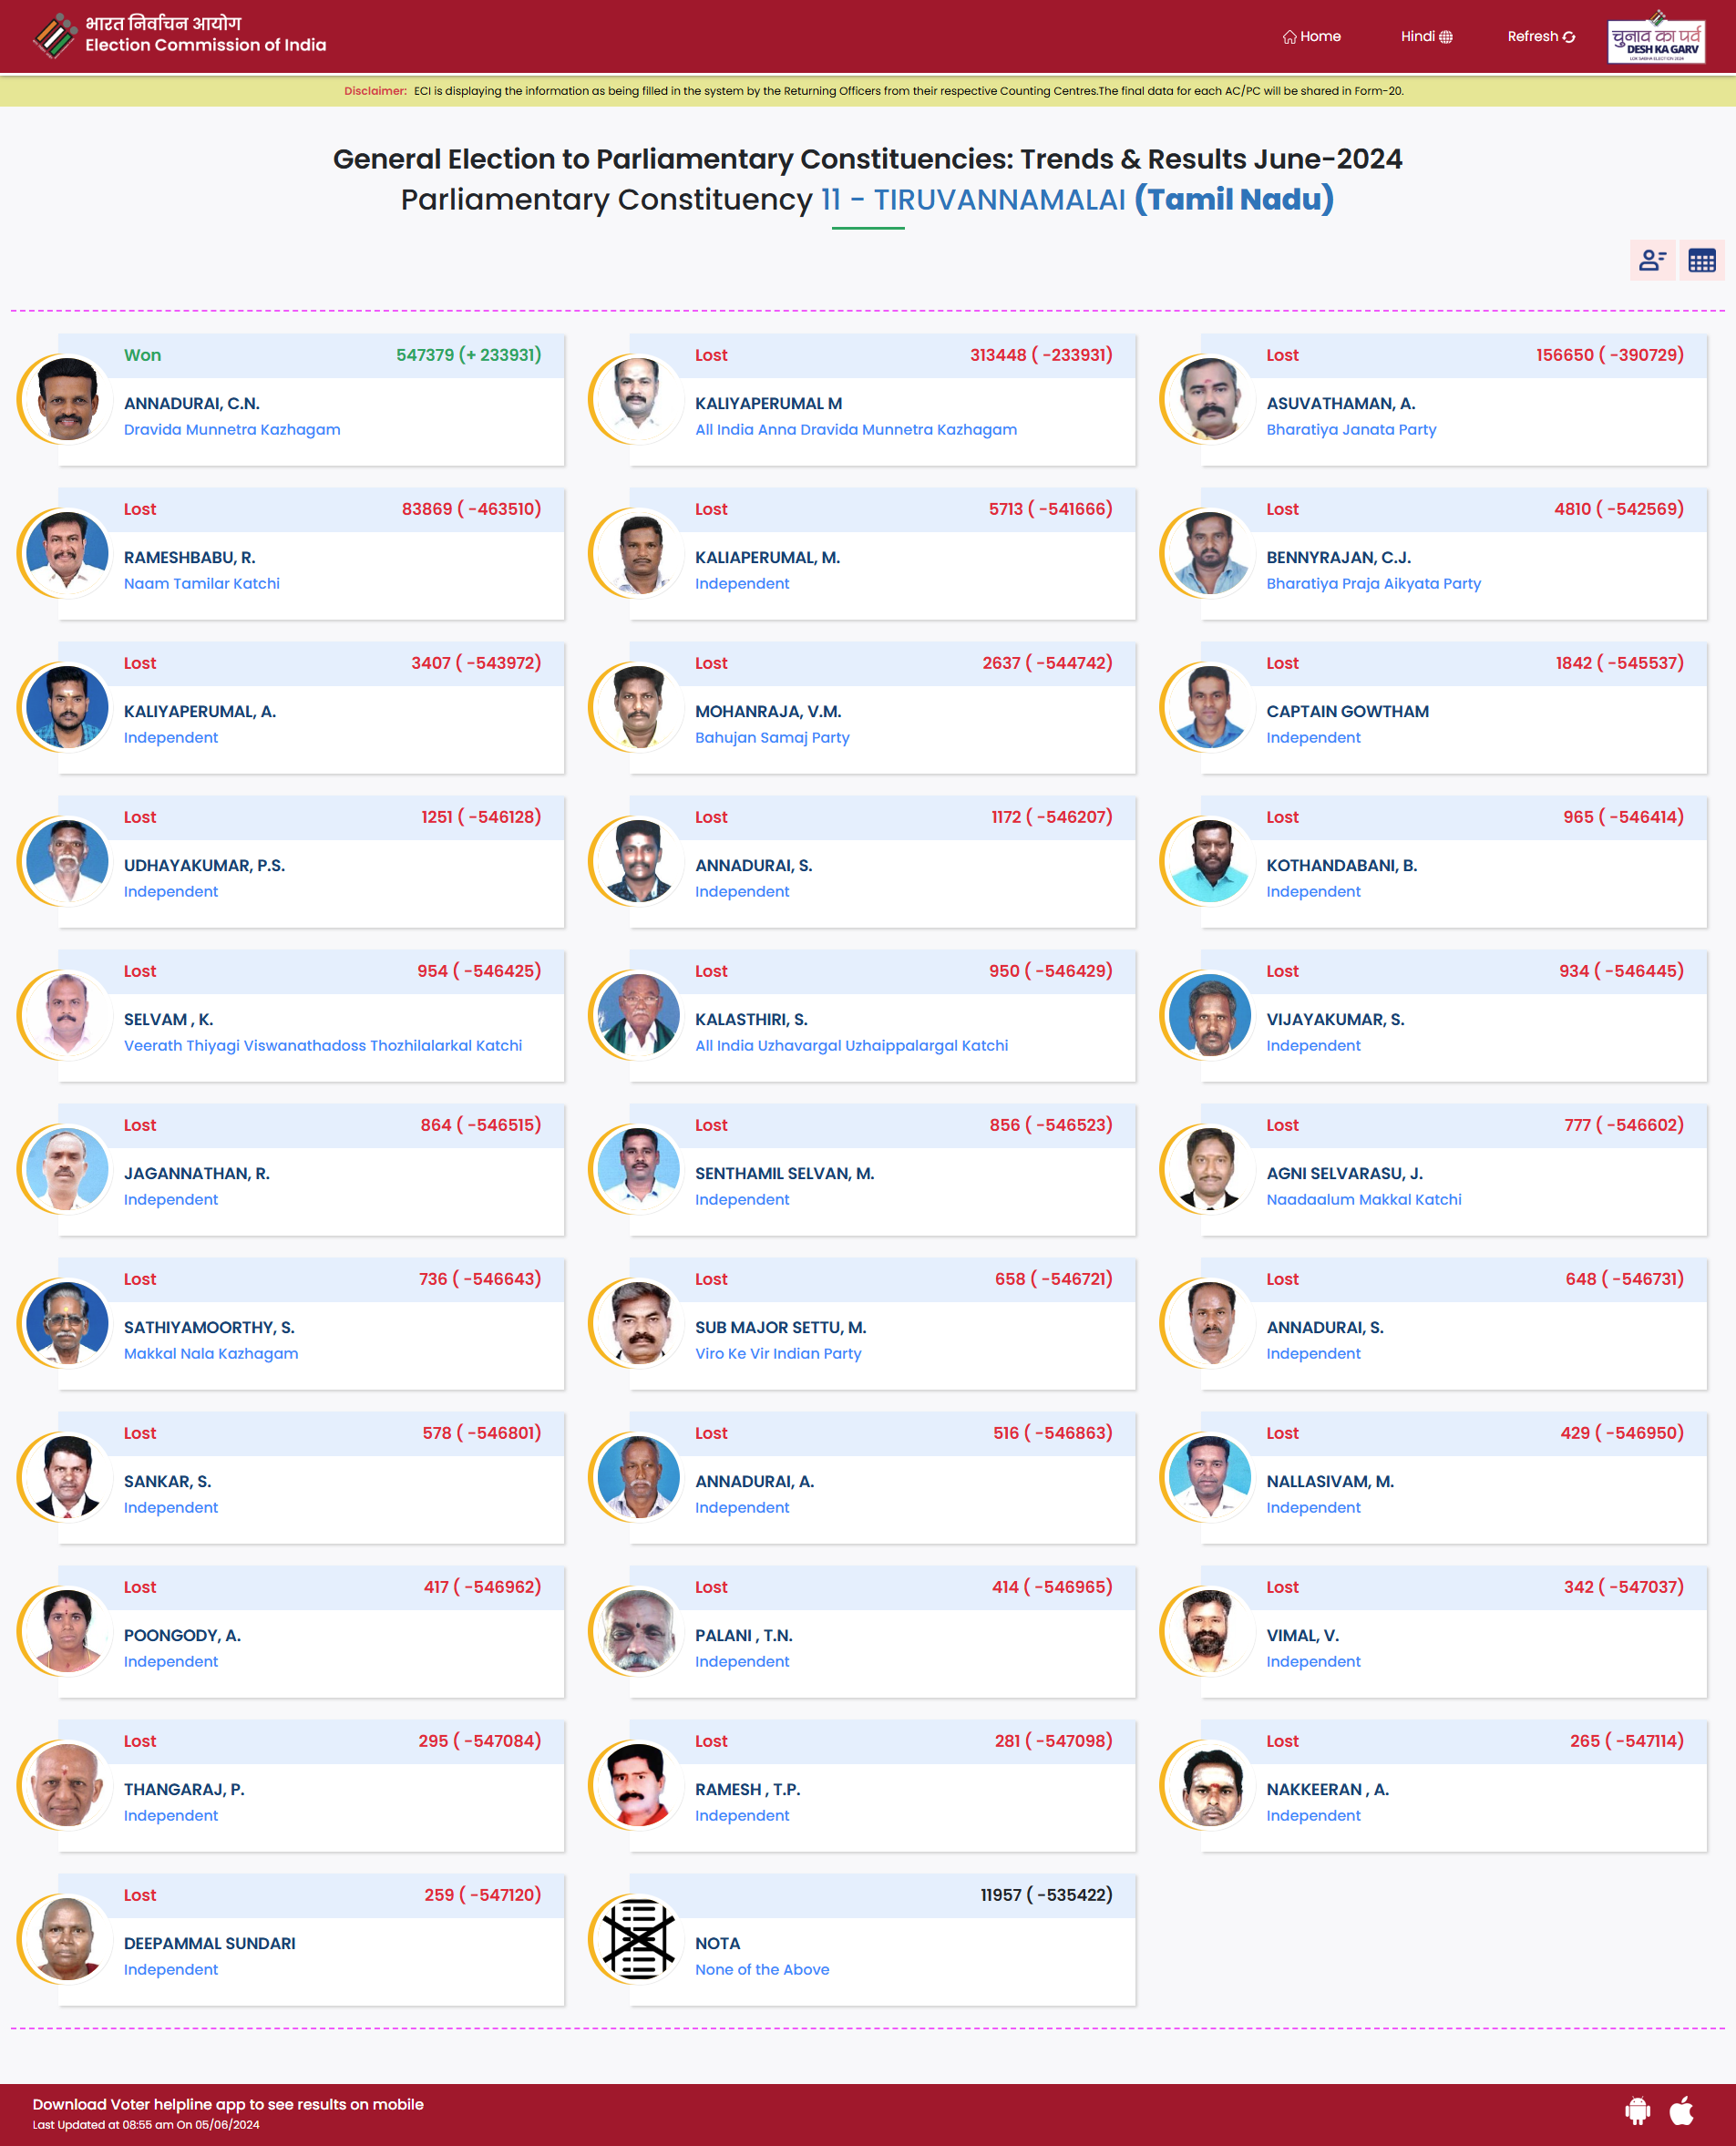 भारत निर्वाचन आयोग
Election Commission of India
Home
Hindi
Refresh
चुनाव का पर्व
DESH KA GARV
LOK SABHA ELECTION 2024
Disclaimer: ECI is displaying the information as being filled in the system by the Returning Officers from their respective Counting Centres.The final data for each AC/PC will be shared in Form-20.
General Election to Parliamentary Constituencies: Trends & Results June-2024
Parliamentary Constituency 11 - TIRUVANNAMALAI (Tamil Nadu)
Won 547379 (+ 233931)
ANNADURAI, C.N.
Dravida Munnetra Kazhagam
Lost 313448 ( -233931)
KALIYAPERUMAL M
All India Anna Dravida Munnetra Kazhagam
Lost 156650 ( -390729)
ASUVATHAMAN, A.
Bharatiya Janata Party
Lost 83869 ( -463510)
RAMESHBABU, R.
Naam Tamilar Katchi
Lost 5713 ( -541666)
KALIAPERUMAL, M.
Independent
Lost 4810 ( -542569)
BENNYRAJAN, C.J.
Bharatiya Praja Aikyata Party
Lost 3407 ( -543972)
KALIYAPERUMAL, A.
Independent
Lost 2637 ( -544742)
MOHANRAJA, V.M.
Bahujan Samaj Party
Lost 1842 ( -545537)
CAPTAIN GOWTHAM
Independent
Lost 1251 ( -546128)
UDHAYAKUMAR, P.S.
Independent
Lost 1172 ( -546207)
ANNADURAI, S.
Independent
Lost 965 ( -546414)
KOTHANDABANI, B.
Independent
Lost 954 ( -546425)
SELVAM , K.
Veerath Thiyagi Viswanathadoss Thozhilalarkal Katchi
Lost 950 ( -546429)
KALASTHIRI, S.
All India Uzhavargal Uzhaippalargal Katchi
Lost 934 ( -546445)
VIJAYAKUMAR, S.
Independent
Lost 864 ( -546515)
JAGANNATHAN, R.
Independent
Lost 856 ( -546523)
SENTHAMIL SELVAN, M.
Independent
Lost 777 ( -546602)
AGNI SELVARASU, J.
Naadaalum Makkal Katchi
Lost 736 ( -546643)
SATHIYAMOORTHY, S.
Makkal Nala Kazhagam
Lost 658 ( -546721)
SUB MAJOR SETTU, M.
Viro Ke Vir Indian Party
Lost 648 ( -546731)
ANNADURAI, S.
Independent
Lost 578 ( -546801)
SANKAR, S.
Independent
Lost 516 ( -546863)
ANNADURAI, A.
Independent
Lost 429 ( -546950)
NALLASIVAM, M.
Independent
Lost 417 ( -546962)
POONGODY, A.
Independent
Lost 414 ( -546965)
PALANI , T.N.
Independent
Lost 342 ( -547037)
VIMAL, V.
Independent
Lost 295 ( -547084)
THANGARAJ, P.
Independent
Lost 281 ( -547098)
RAMESH , T.P.
Independent
Lost 265 ( -547114)
NAKKEERAN , A.
Independent
Lost 259 ( -547120)
DEEPAMMAL SUNDARI
Independent
11957 ( -535422)
NOTA
None of the Above
Download Voter helpline app to see results on mobile
Last Updated at 08:55 am On 05/06/2024